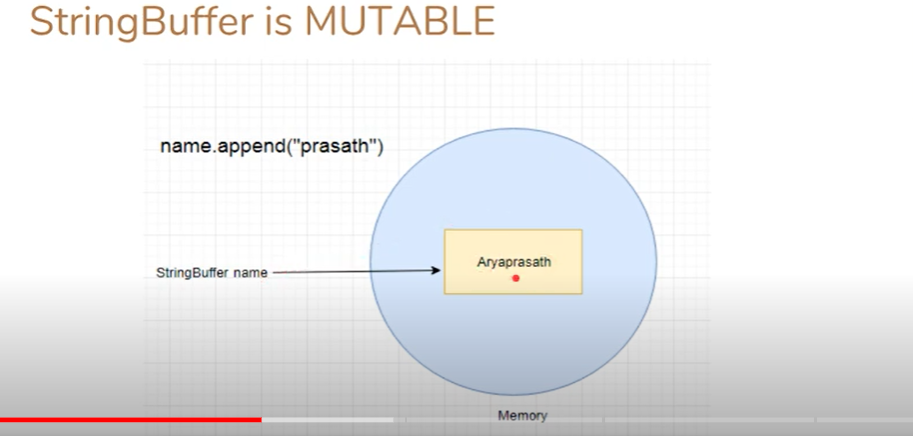 StringBuffer is MUTABLE
name.append("prasath")
Aryaprasath
StringBuffer name
Memory